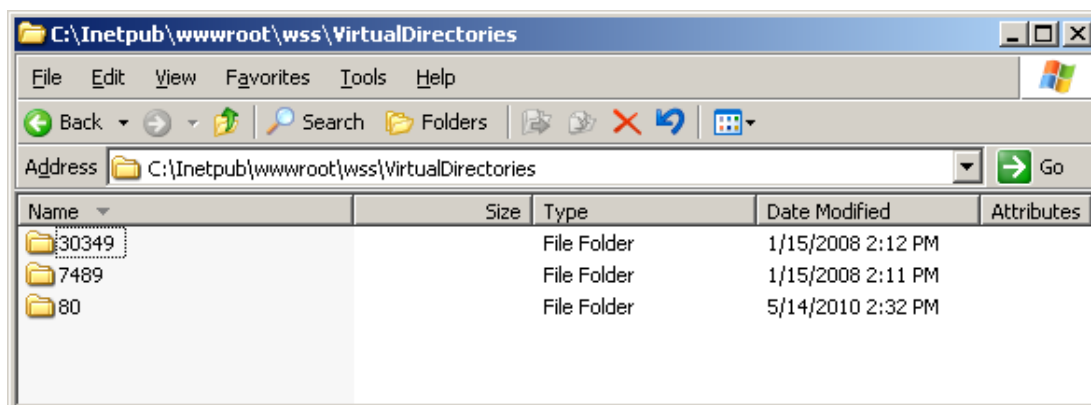 C:\Inetpub\wwwroot\wss\VirtualDirectories
File Edit View Favorites Tools Help
Back Search Folders
Address C:\Inetpub\wwwroot\wss\VirtualDirectories Go
Name Size Type Date Modified Attributes
30349 File Folder 1/15/2008 2:12 PM
7489 File Folder 1/15/2008 2:11 PM
80 File Folder 5/14/2010 2:32 PM